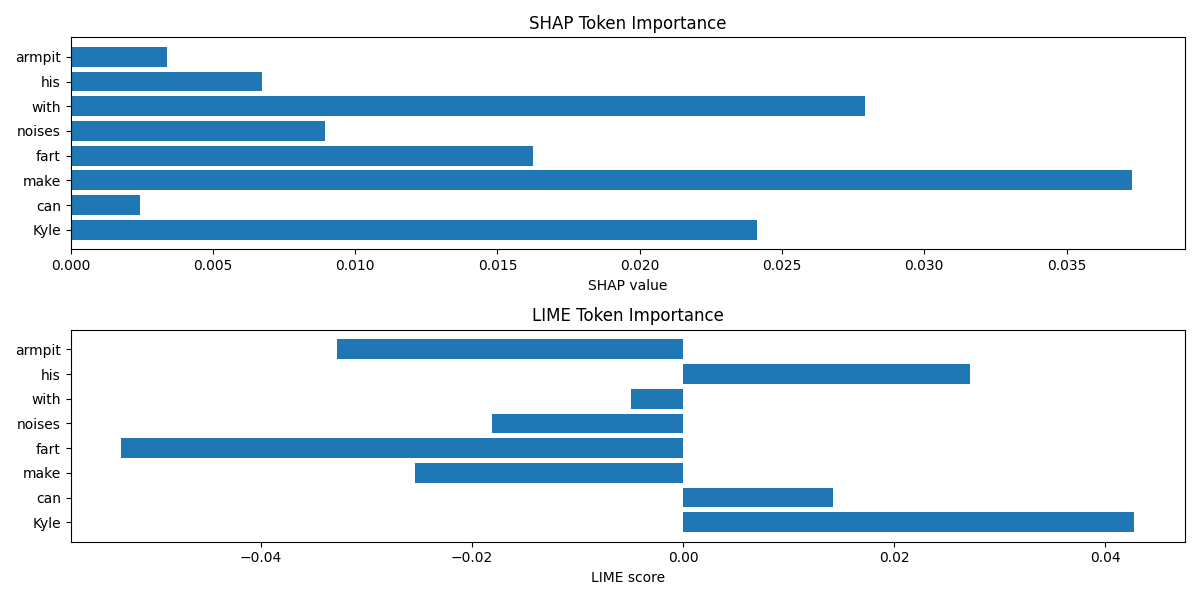 SHAP Token Importance
armpit
his
with
noises
fart
make
can
Kyle
0.000 0.005 0.010 0.015 0.020 0.025 0.030 0.035
SHAP value
LIME Token Importance
armpit
his
with
noises
fart
make
can
Kyle
−0.04 −0.02 0.00 0.02 0.04
LIME score